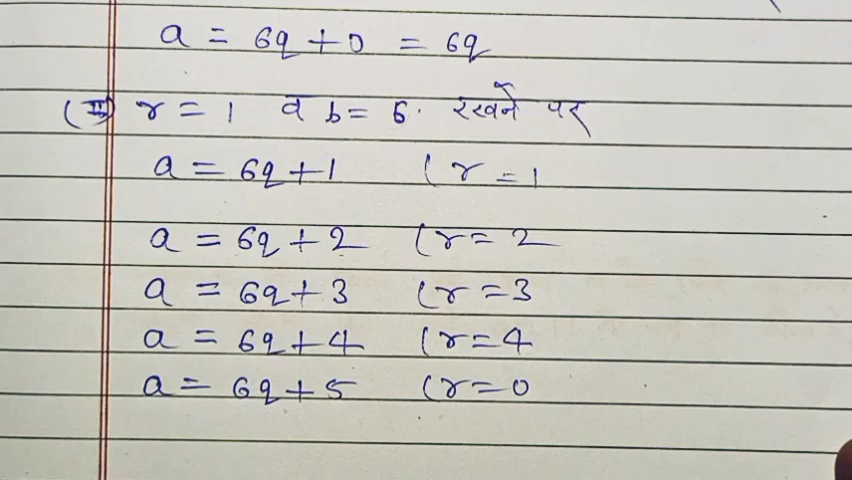 a = 6q + 0 = 6q
(II) r = 1 व b = 6. रखने पर
a = 6q + 1 (r = 1
a = 6q + 2 (r = 2
a = 6q + 3 (r = 3
a = 6q + 4 (r = 4
a = 6q + 5 (r = 0